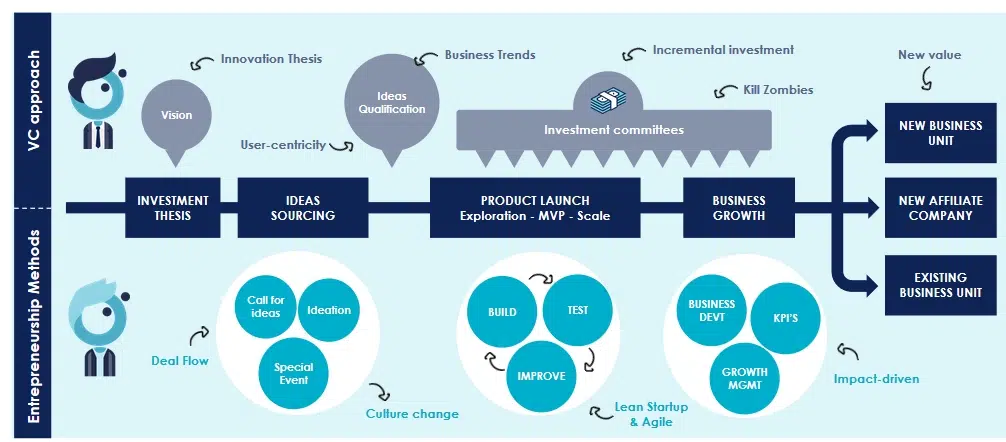 VC approach
Innovation Thesis
Vision
Business Trends
Ideas
Qualification
User-centricity
Incremental investment
Kill Zombies
Investment committees
New value
INVESTMENT
THESIS
IDEAS
SOURCING
PRODUCT LAUNCH
Exploration - MVP - Scale
BUSINESS
GROWTH
NEW BUSINESS
UNIT
NEW AFFILIATE
COMPANY
EXISTING
BUSINESS UNIT
Entrepreneurship Methods
Deal Flow
Call for
ideas
Ideation
Special
Event
Culture change
BUILD
TEST
IMPROVE
Lean Startup
& Agile
BUSINESS
DEVT
KPI'S
GROWTH
MGMT
Impact-driven